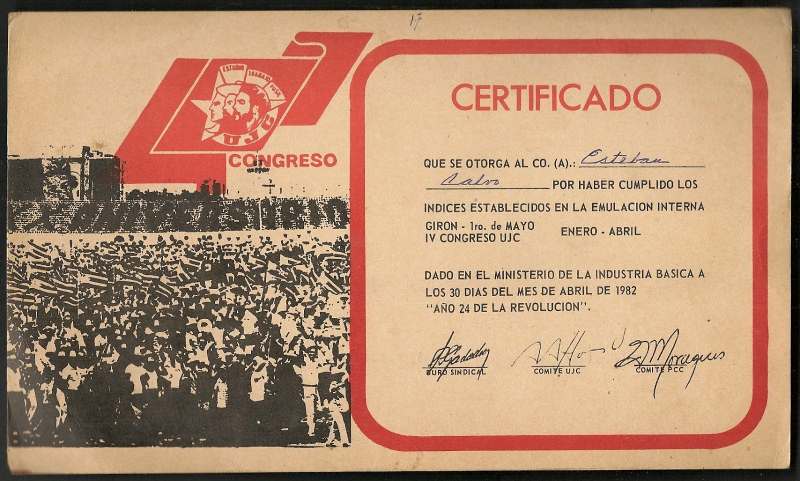 17
ESTUDIO TRABAJO FUSIL
UJC
CONGRESO
XX ANIVERSARIO
CERTIFICADO
QUE SE OTORGA AL CO. (A).: Esteban
Calvo POR HABER CUMPLIDO LOS
INDICES ESTABLECIDOS EN LA EMULACION INTERNA
GIRON - 1ro. de MAYO
IV CONGRESO UJC ENERO - ABRIL
DADO EN EL MINISTERIO DE LA INDUSTRIA BASICA A
LOS 30 DIAS DEL MES DE ABRIL DE 1982
"AÑO 24 DE LA REVOLUCION".
BURO SINDICAL COMITE UJC COMITE PCC